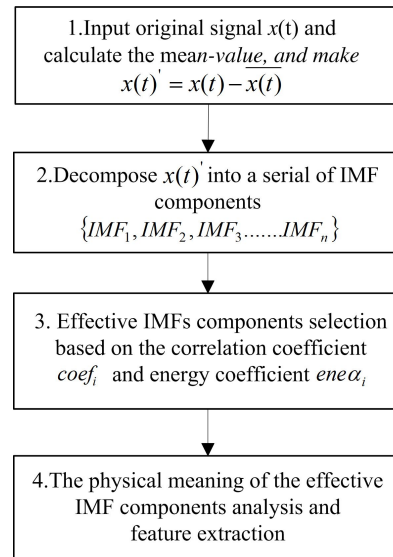 1.Input original signal x(t) and
calculate the mean-value, and make
x(t)' = x(t) − x̅(̅t̅)̅
2.Decompose x(t)' into a serial of IMF
components
{IMF₁, IMF₂, IMF₃.......IMFₙ}
3. Effective IMFs components selection
based on the correlation coefficient
coefᵢ and energy coefficient eneαᵢ
4.The physical meaning of the effective
IMF components analysis and
feature extraction